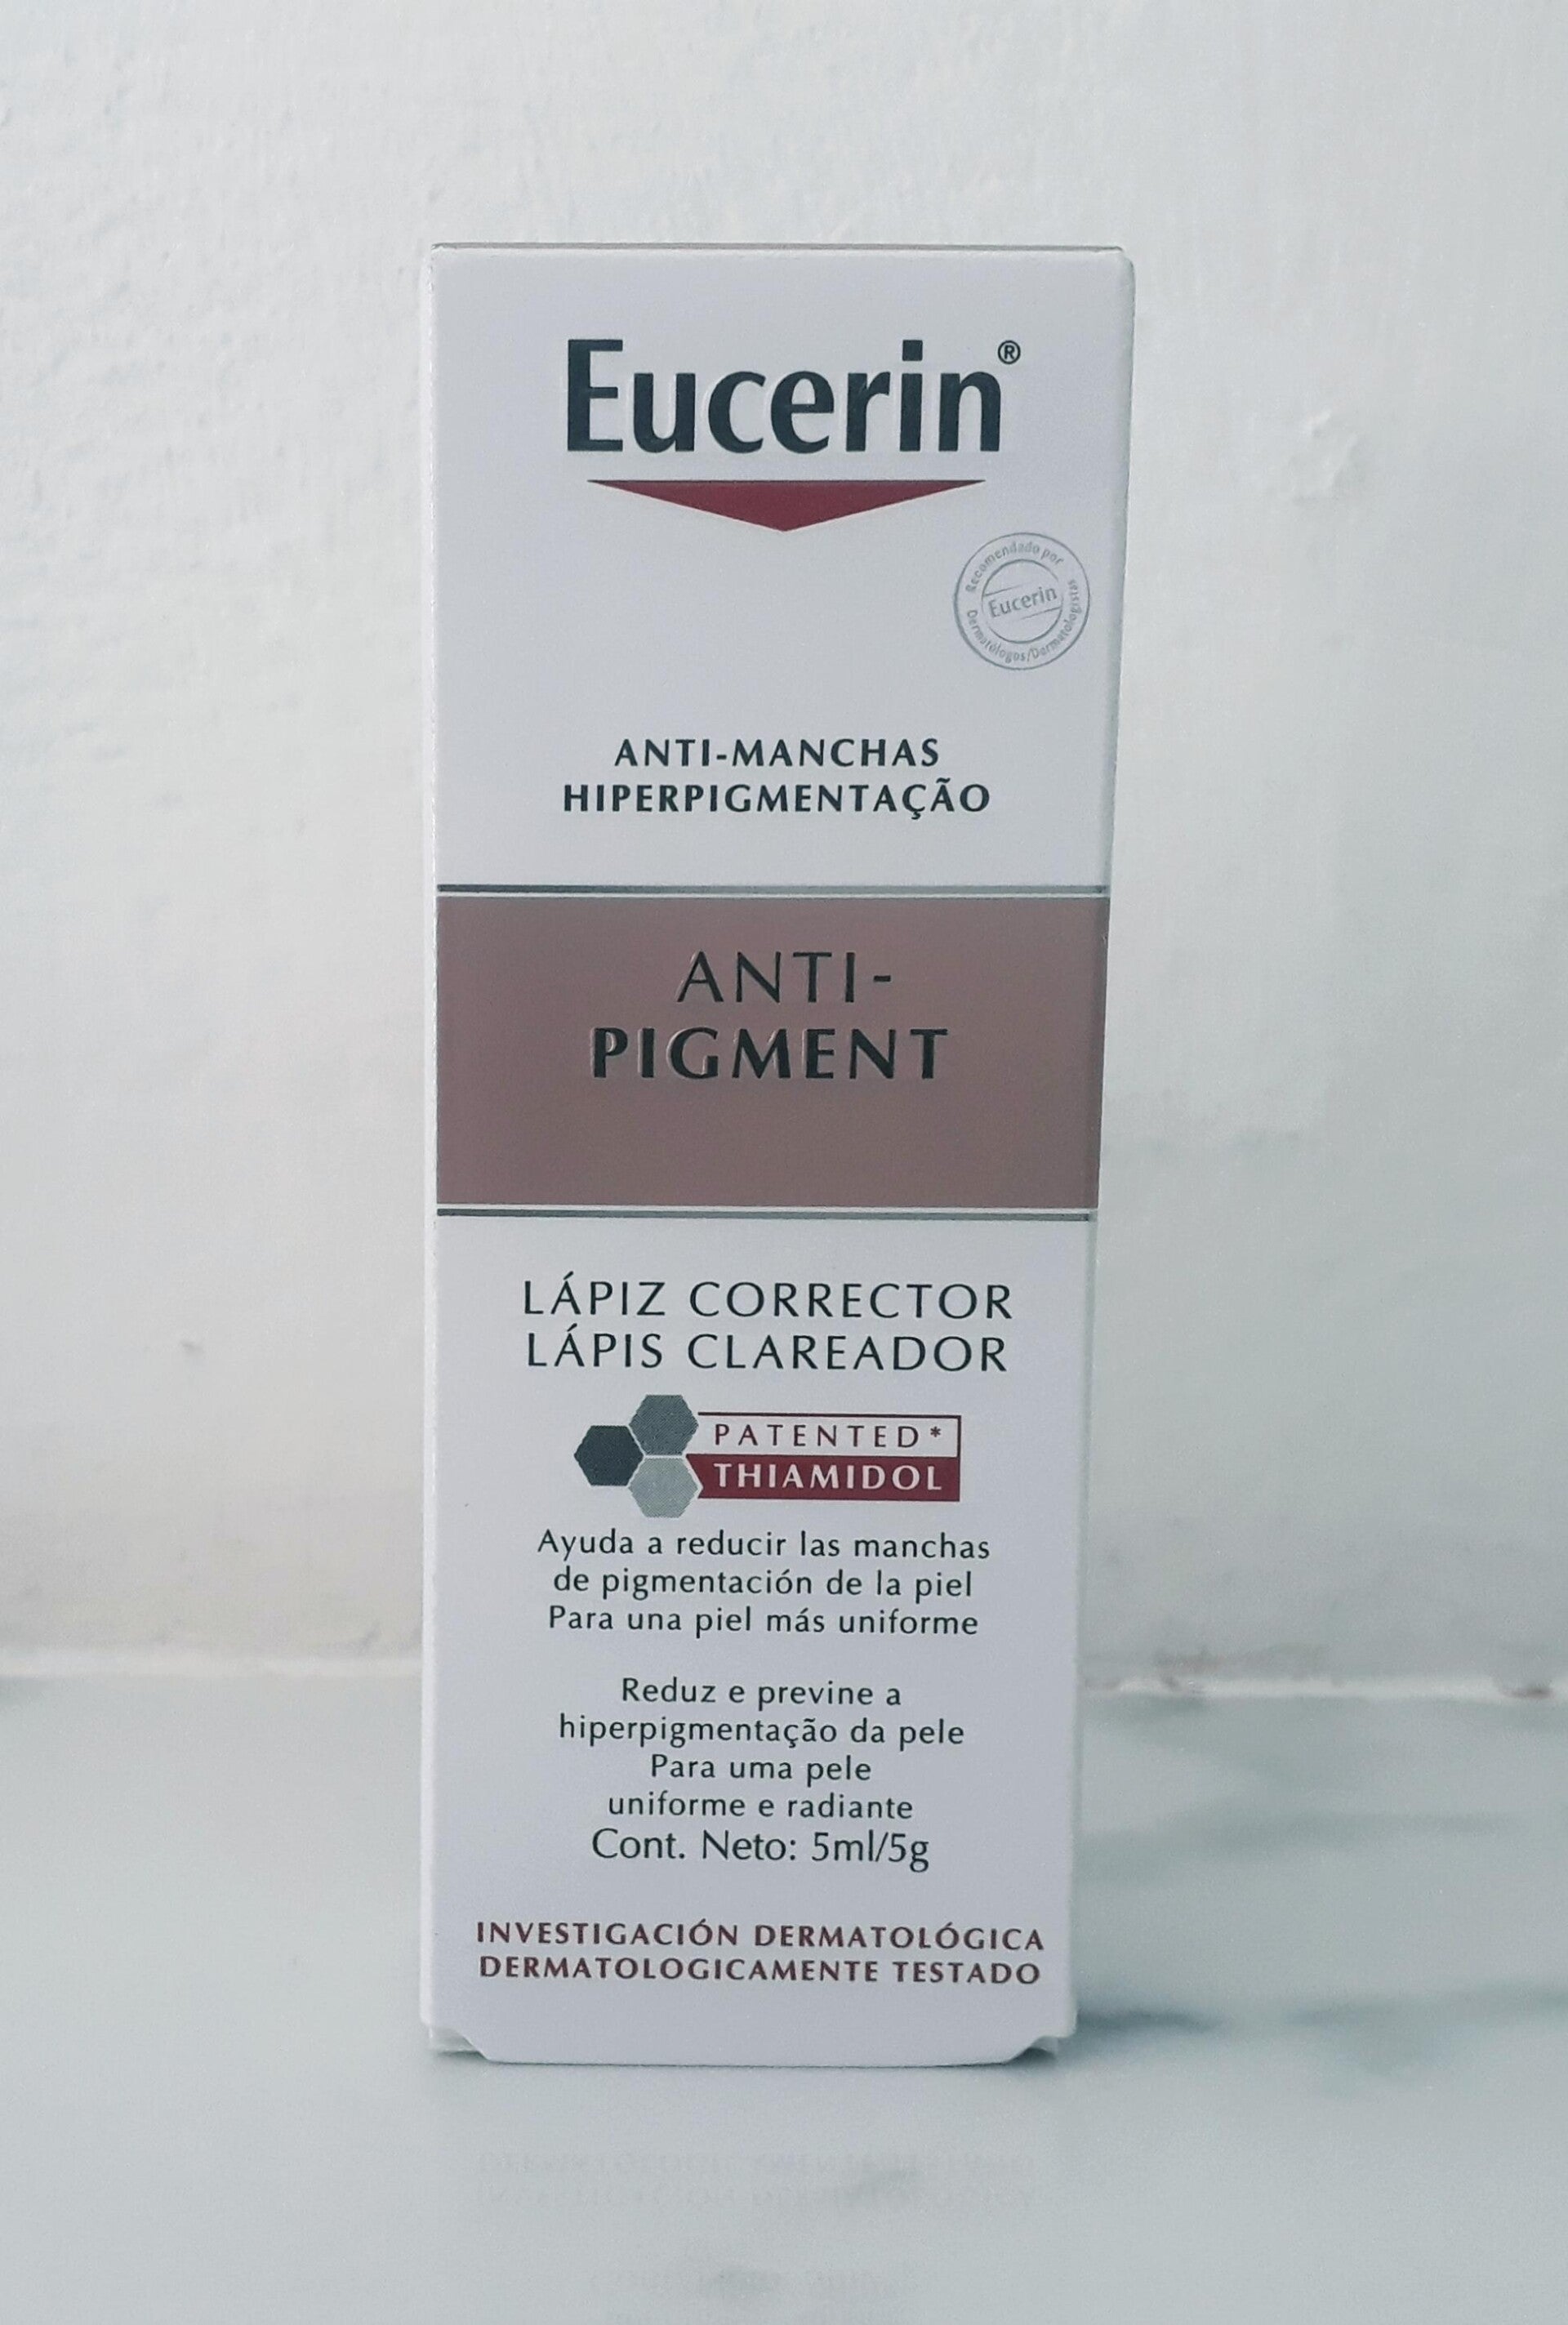 Eucerin®
Recomendado por
Eucerin
Dermatólogos/Dermatologistas
ANTI-MANCHAS
HIPERPIGMENTAÇÃO
ANTI-
PIGMENT
LÁPIZ CORRECTOR
LÁPIS CLAREADOR
PATENTED*
THIAMIDOL
Ayuda a reducir las manchas
de pigmentación de la piel
Para una piel más uniforme
Reduz e previne a
hiperpigmentação da pele
Para uma pele
uniforme e radiante
Cont. Neto: 5ml/5g
INVESTIGACIÓN DERMATOLÓGICA
DERMATOLOGICAMENTE TESTADO